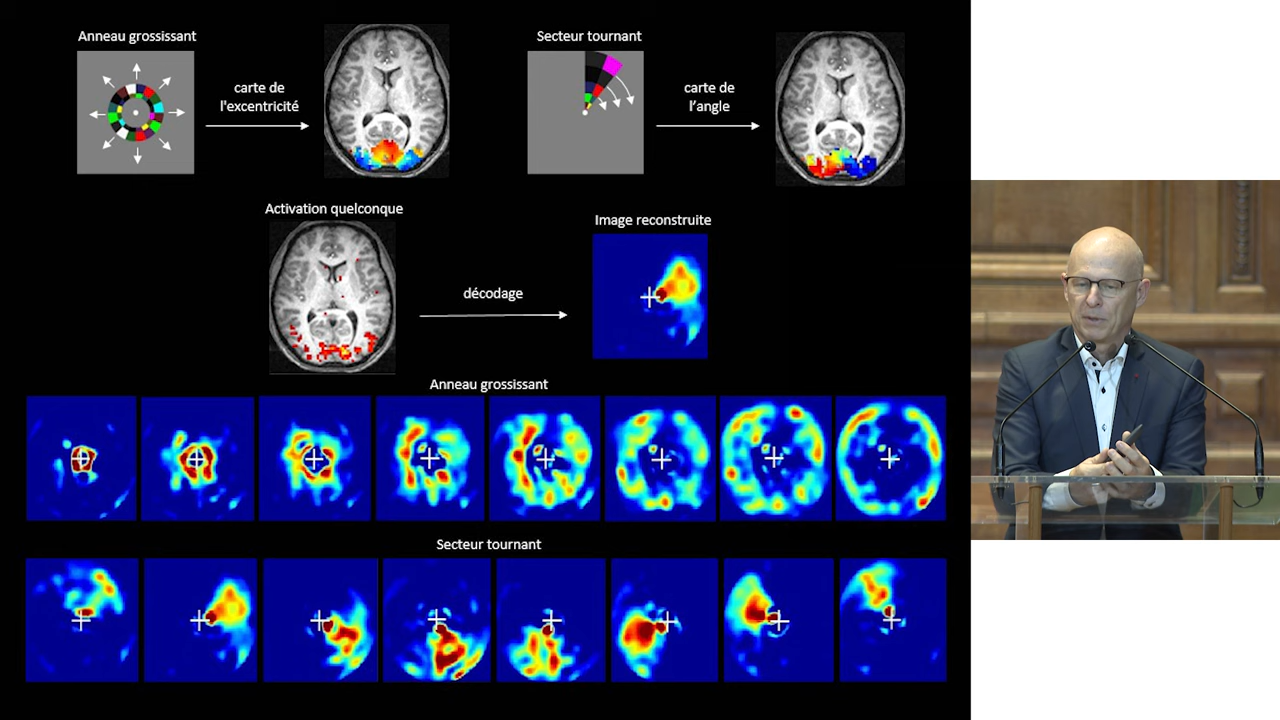 Anneau grossissant
carte de
l'excentricité
Secteur tournant
carte de
l’angle
Activation quelconque
décodage
Image reconstruite
Anneau grossissant
Secteur tournant